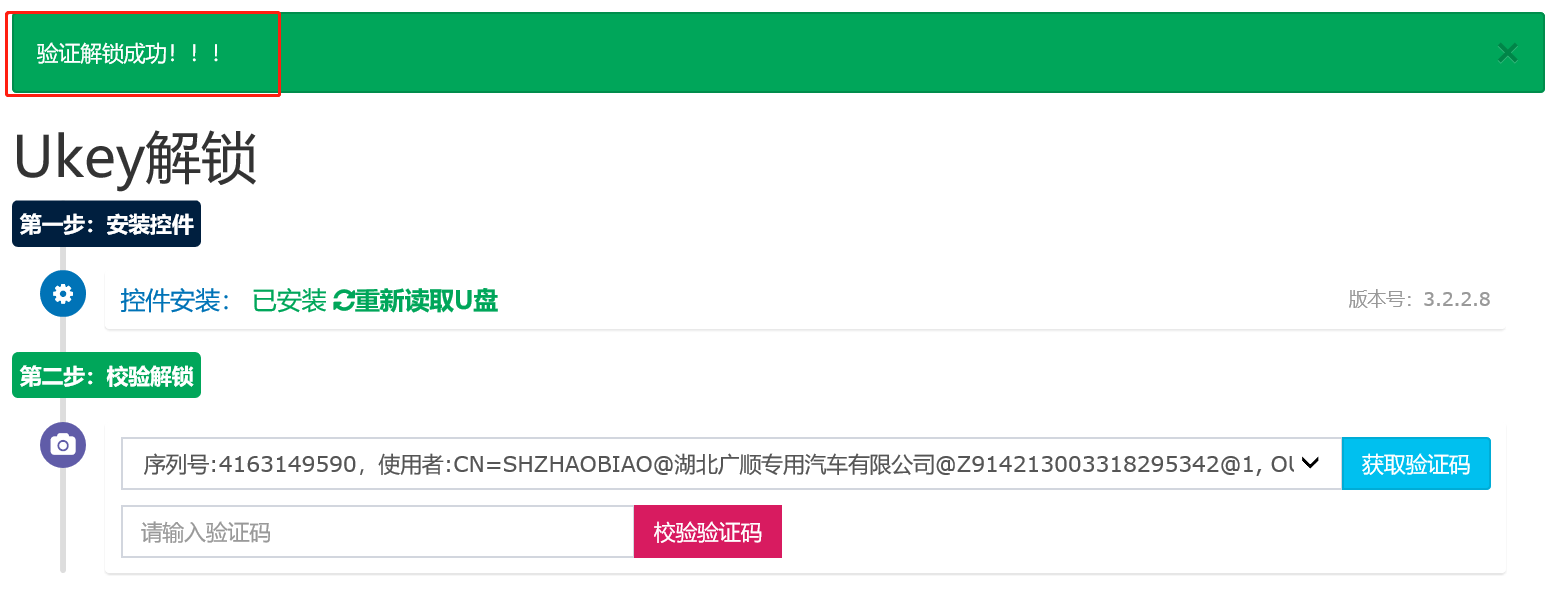 验证解锁成功！！！
×
Ukey解锁
第一步：安装控件
控件安装： 已安装 重新读取U盘 版本号：3.2.2.8
第二步：校验解锁
序列号:4163149590，使用者:CN=SHZHAOBIAO@湖北广顺专用汽车有限公司@Z914213003318295342@1, OU 获取验证码
请输入验证码 校验验证码